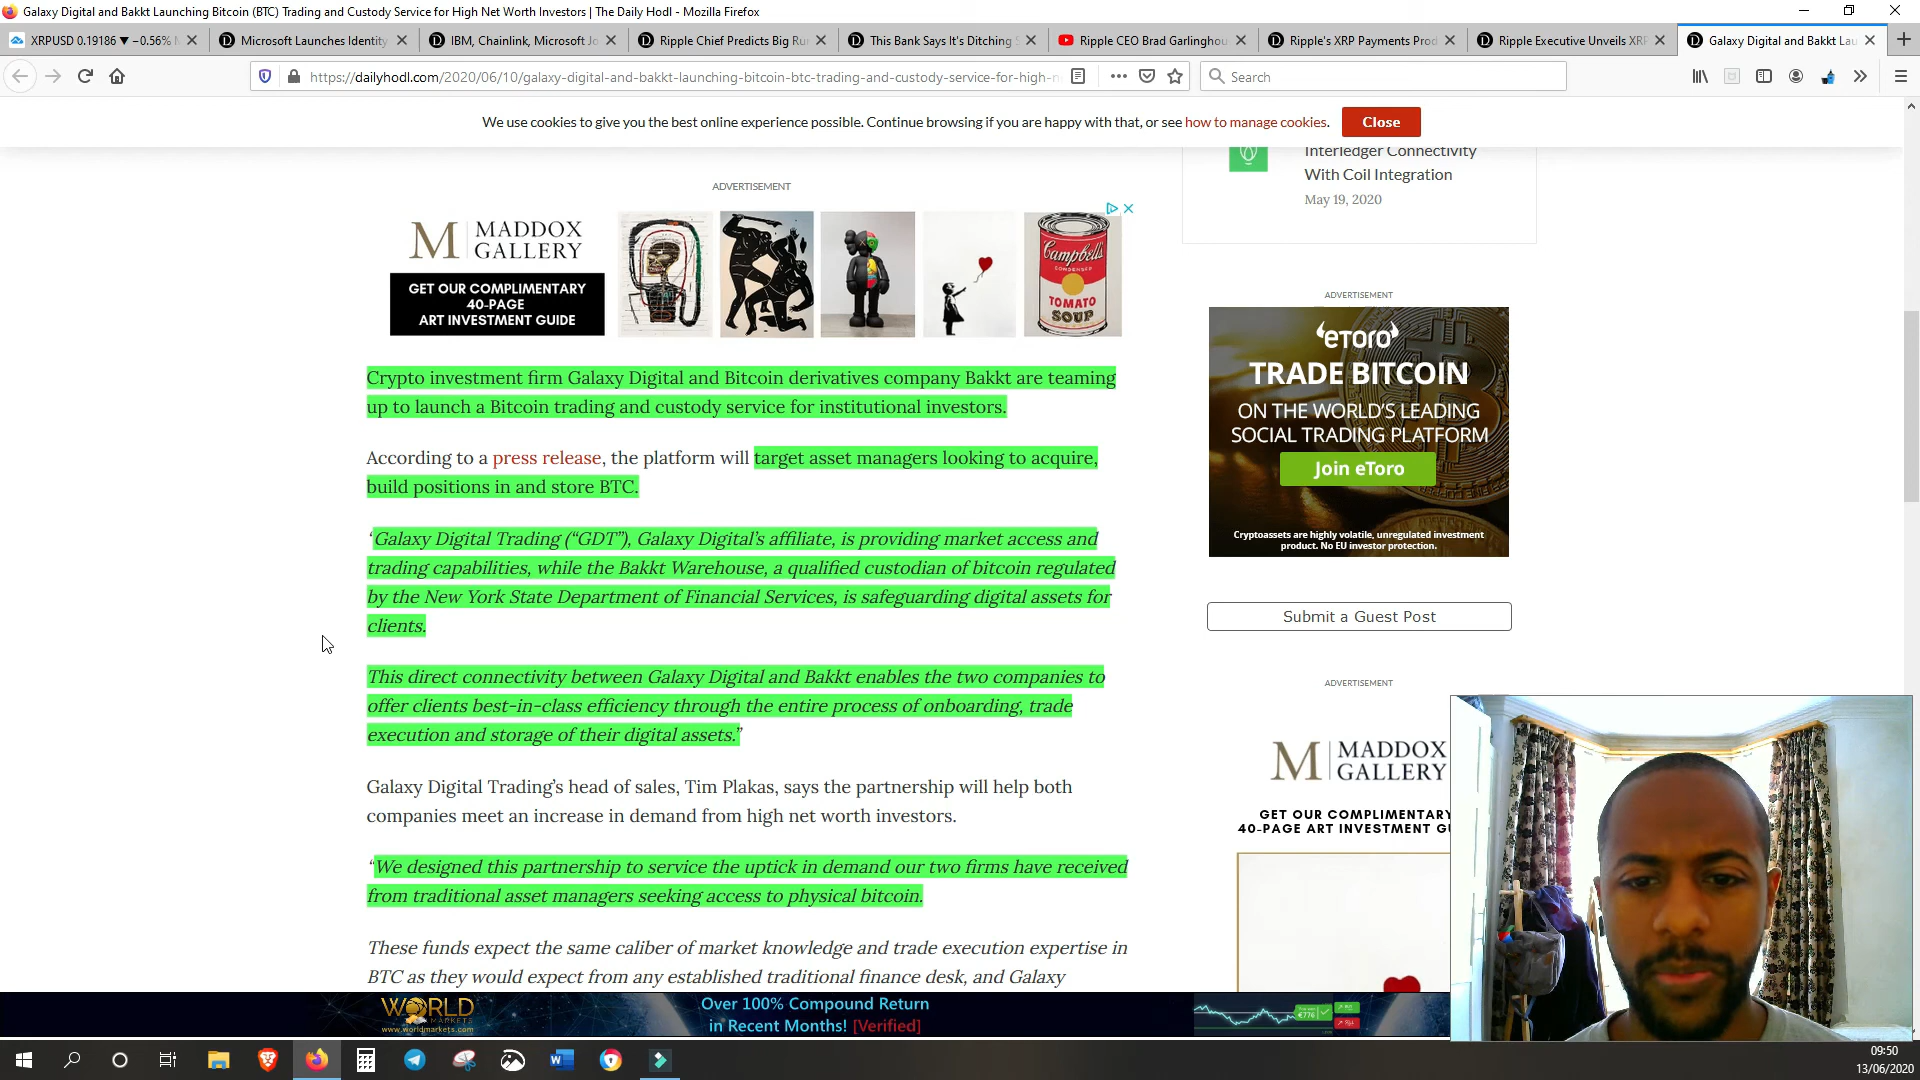 Galaxy Digital and Bakkt Launching Bitcoin (BTC) Trading and Custody Service for High Net Worth Investors | The Daily Hodl - Mozilla Firefox
XRPUSD 0.19186 ▼ −0.56%
Microsoft Launches Identity
IBM, Chainlink, Microsoft Jo
Ripple Chief Predicts Big Ru
This Bank Says It's Ditching
Ripple CEO Brad Garlinghou
Ripple's XRP Payments Prod
Ripple Executive Unveils XRP
Galaxy Digital and Bakkt Lau
https://dailyhodl.com/2020/06/10/galaxy-digital-and-bakkt-launching-bitcoin-btc-trading-and-custody-service-for-high-n
Search
We use cookies to give you the best online experience possible. Continue browsing if you are happy with that, or see how to manage cookies.
Close
Interledger Connectivity
With Coil Integration
May 19, 2020
ADVERTISEMENT
MADDOX
GALLERY
GET OUR COMPLIMENTARY
40-PAGE
ART INVESTMENT GUIDE
Campbell's
CONDENSED
TOMATO
SOUP
Crypto investment firm Galaxy Digital and Bitcoin derivatives company Bakkt are teaming
up to launch a Bitcoin trading and custody service for institutional investors.
According to a press release, the platform will target asset managers looking to acquire,
build positions in and store BTC.
“Galaxy Digital Trading (“GDT”), Galaxy Digital’s affiliate, is providing market access and
trading capabilities, while the Bakkt Warehouse, a qualified custodian of bitcoin regulated
by the New York State Department of Financial Services, is safeguarding digital assets for
clients.
This direct connectivity between Galaxy Digital and Bakkt enables the two companies to
offer clients best-in-class efficiency through the entire process of onboarding, trade
execution and storage of their digital assets.”
Galaxy Digital Trading’s head of sales, Tim Plakas, says the partnership will help both
companies meet an increase in demand from high net worth investors.
“We designed this partnership to service the uptick in demand our two firms have received
from traditional asset managers seeking access to physical bitcoin.
These funds expect the same caliber of market knowledge and trade execution expertise in
BTC as they would expect from any established traditional finance desk, and Galaxy
ADVERTISEMENT
eToro
TRADE BITCOIN
ON THE WORLD'S LEADING
SOCIAL TRADING PLATFORM
Join eToro
Cryptoassets are highly volatile, unregulated investment
product. No EU investor protection.
Submit a Guest Post
ADVERTISEMENT
MADDOX
GALLERY
GET OUR COMPLIMENTARY
40-PAGE ART INVESTMENT GU
WORLD
MARKETS
www.worldmarkets.com
Over 100% Compound Return
in Recent Months! [Verified]
€776
09:50
13/06/2020